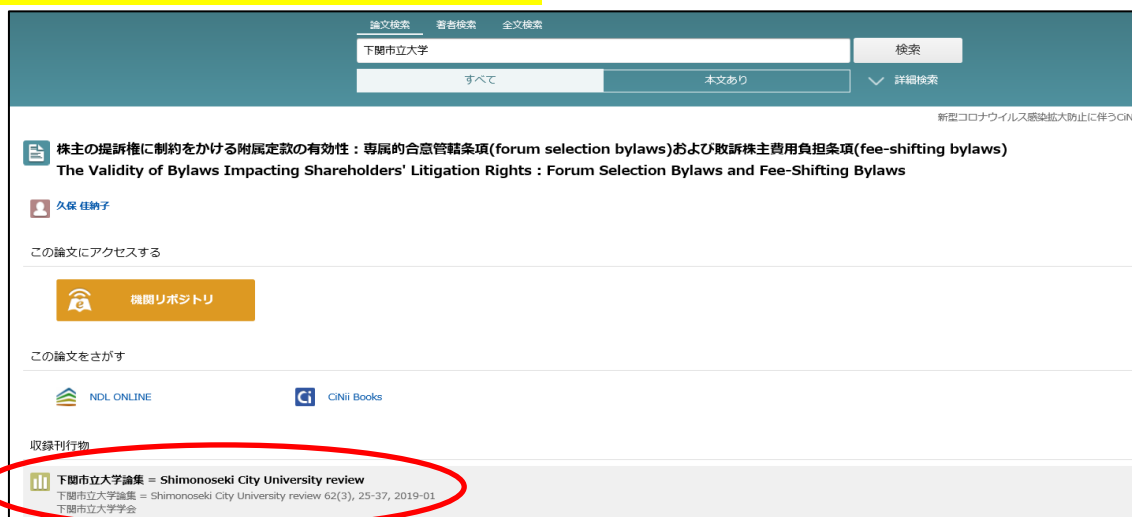 論文検索 著者検索 全文検索
下関市立大学 検索
すべて 本文あり 詳細検索
新型コロナウイルス感染拡大防止に伴うCiN
株主の提訴権に制約をかける附属定款の有効性 : 専属的合意管轄条項(forum selection bylaws)および敗訴株主費用負担条項(fee-shifting bylaws)
The Validity of Bylaws Impacting Shareholders' Litigation Rights : Forum Selection Bylaws and Fee-Shifting Bylaws
久保 佳納子
この論文にアクセスする
機関リポジトリ
この論文をさがす
NDL ONLINE Ci CiNii Books
収録刊行物
下関市立大学論集 = Shimonoseki City University review
下関市立大学論集 = Shimonoseki City University review 62(3), 25-37, 2019-01
下関市立大学学会